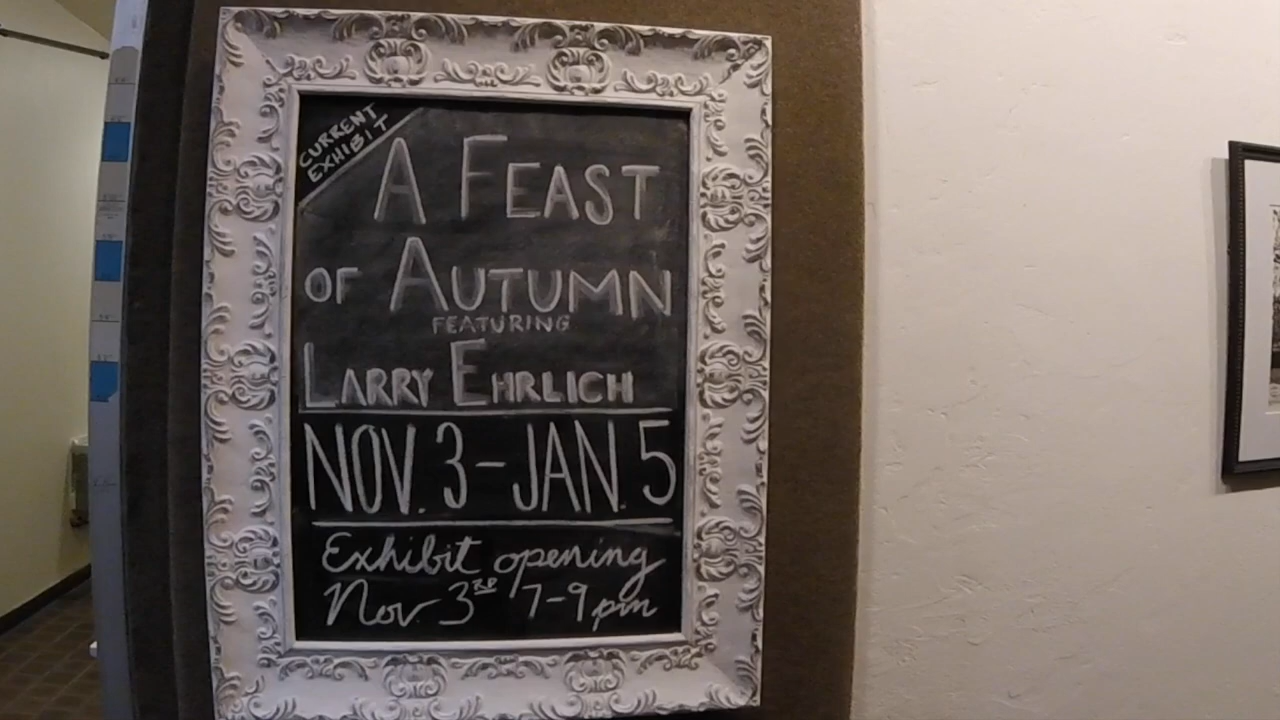 CURRENT
EXHIBIT
A FEAST
OF AUTUMN
FEATURING
LARRY EHRLICH
NOV. 3-JAN. 5
Exhibit opening
Nov. 3RD 7-9pm